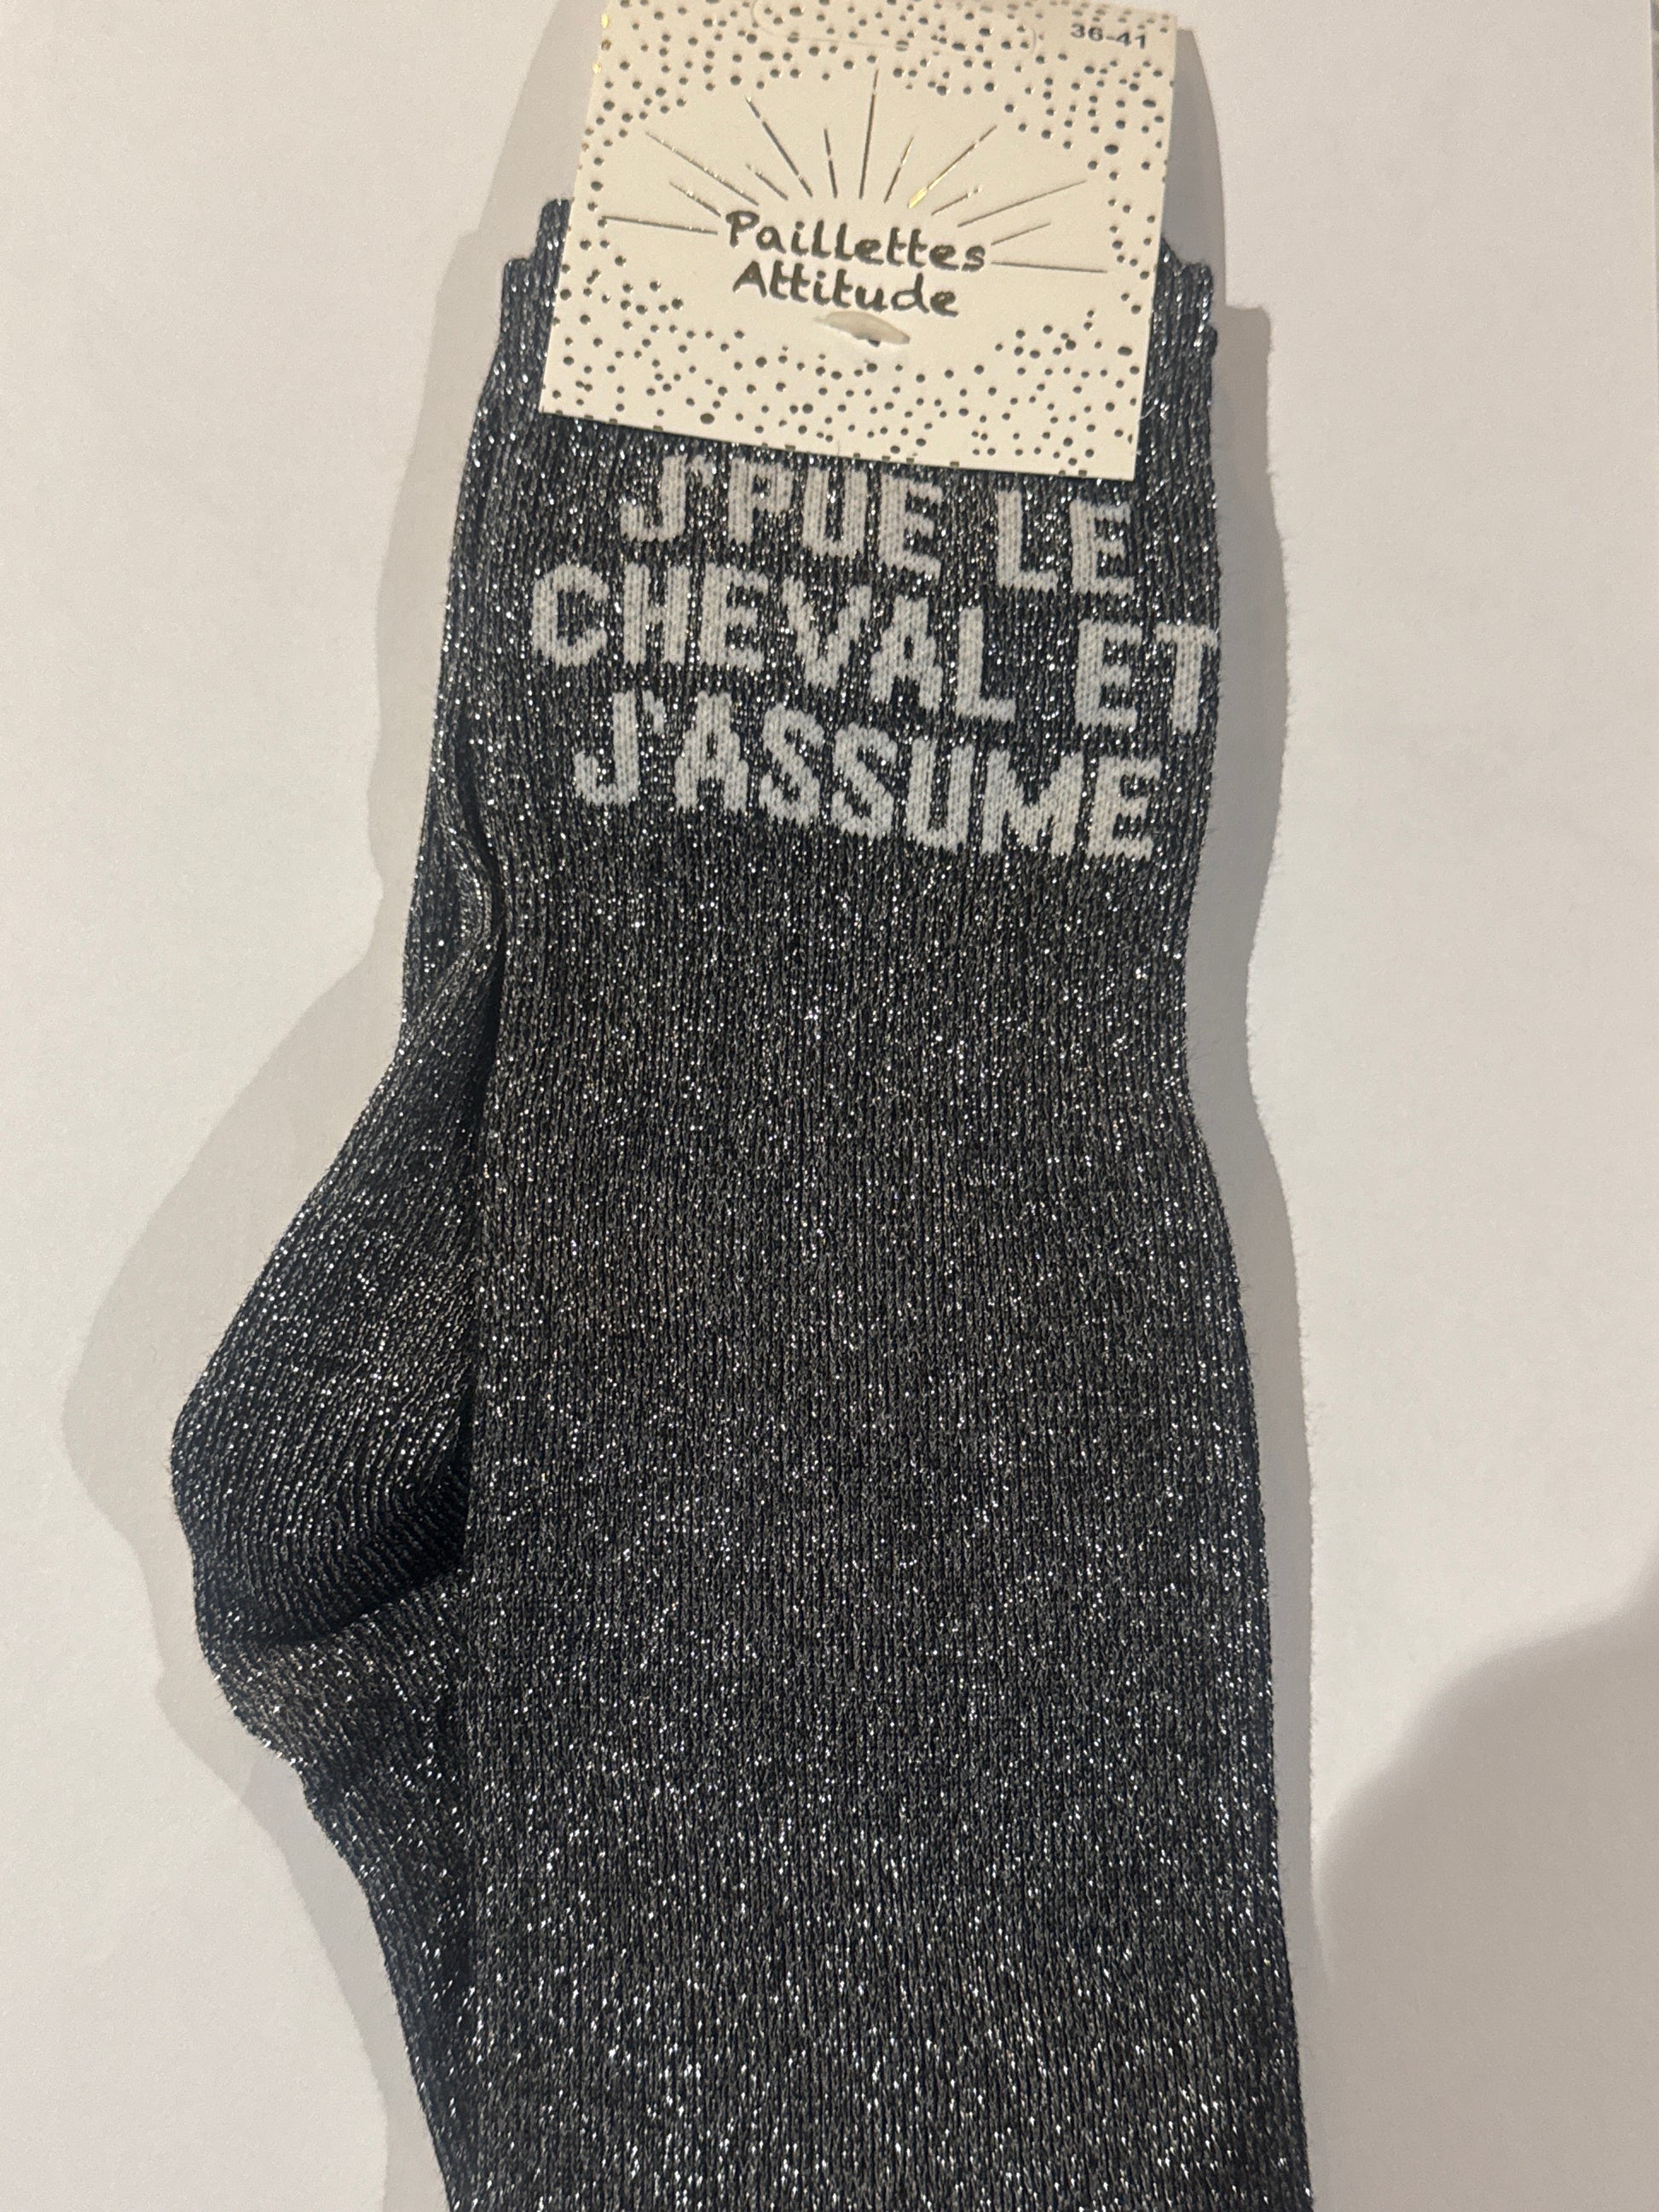 36-41
Paillettes
Attitude
J'PUE LE
CHEVAL ET
J'ASSUME